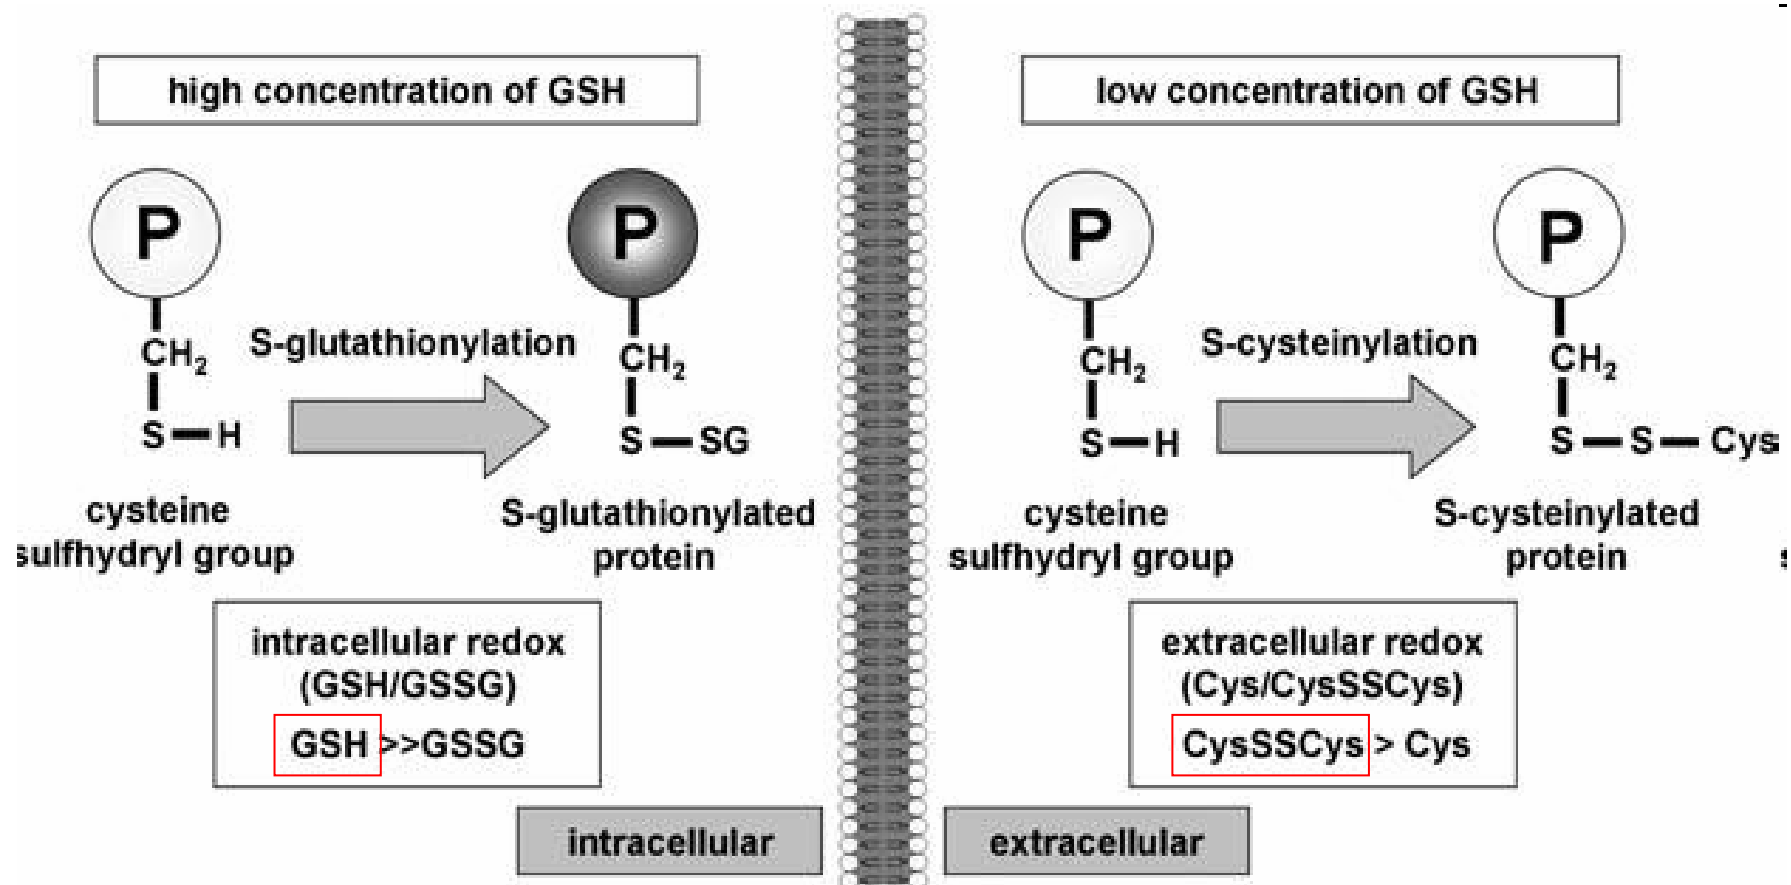 high concentration of GSH
P
P
CH2
S-glutathionylation
CH2
S—H
S—SG
cysteine
sulfhydryl group
S-glutathionylated
protein
intracellular redox
(GSH/GSSG)
GSH >>GSSG
intracellular
low concentration of GSH
P
P
CH2
S-cysteinylation
CH2
S—H
S—S—Cys
cysteine
sulfhydryl group
S-cysteinylated
protein
extracellular redox
(Cys/CysSSCys)
CysSSCys > Cys
extracellular